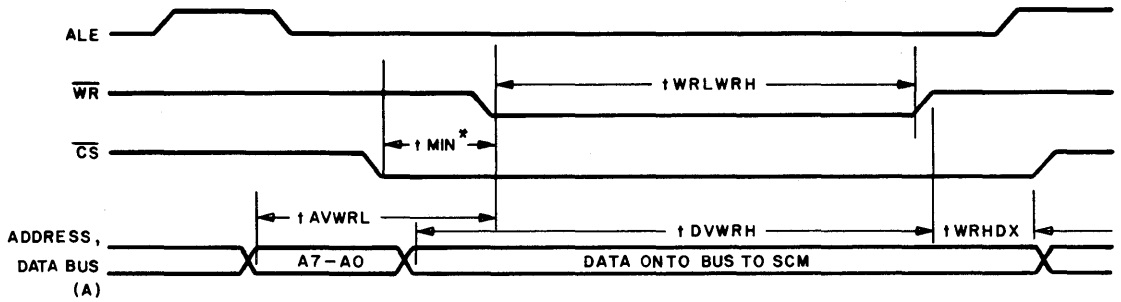 ALE
WR
tWRLWRH
tMIN*
CS
tAVWRL
ADDRESS,
DATA BUS
(A)
A7-A0
tDVWRH
tWRHDX
DATA ONTO BUS TO SCM